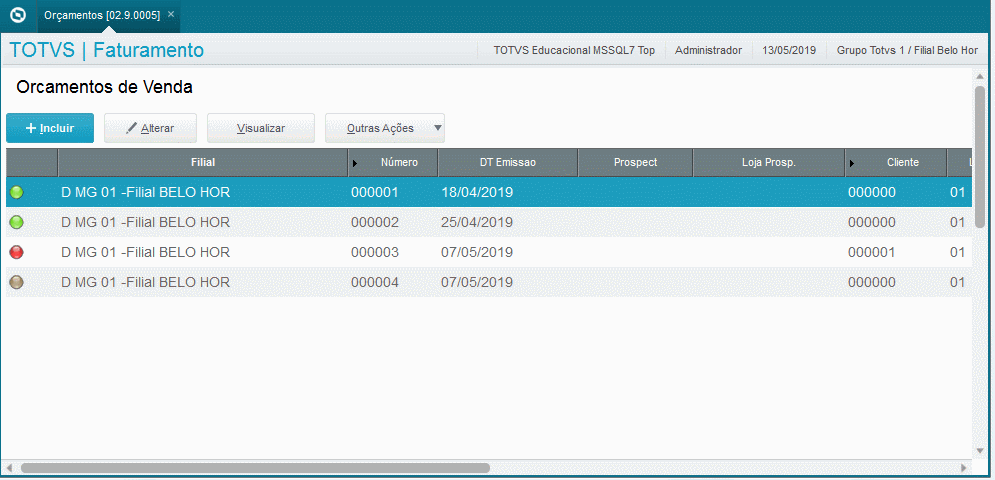 Orçamentos [02.9.0005] ×
TOTVS | Faturamento TOTVS Educacional MSSQL7 Top Administrador 13/05/2019 Grupo Totvs 1 / Filial Belo Hor
Orcamentos de Venda
+ Incluir Alterar Visualizar Outras Ações
Filial Número DT Emissao Prospect Loja Prosp. Cliente L
D MG 01 -Filial BELO HOR 000001 18/04/2019 000000 01
D MG 01 -Filial BELO HOR 000002 25/04/2019 000000 01
D MG 01 -Filial BELO HOR 000003 07/05/2019 000001 01
D MG 01 -Filial BELO HOR 000004 07/05/2019 000000 01